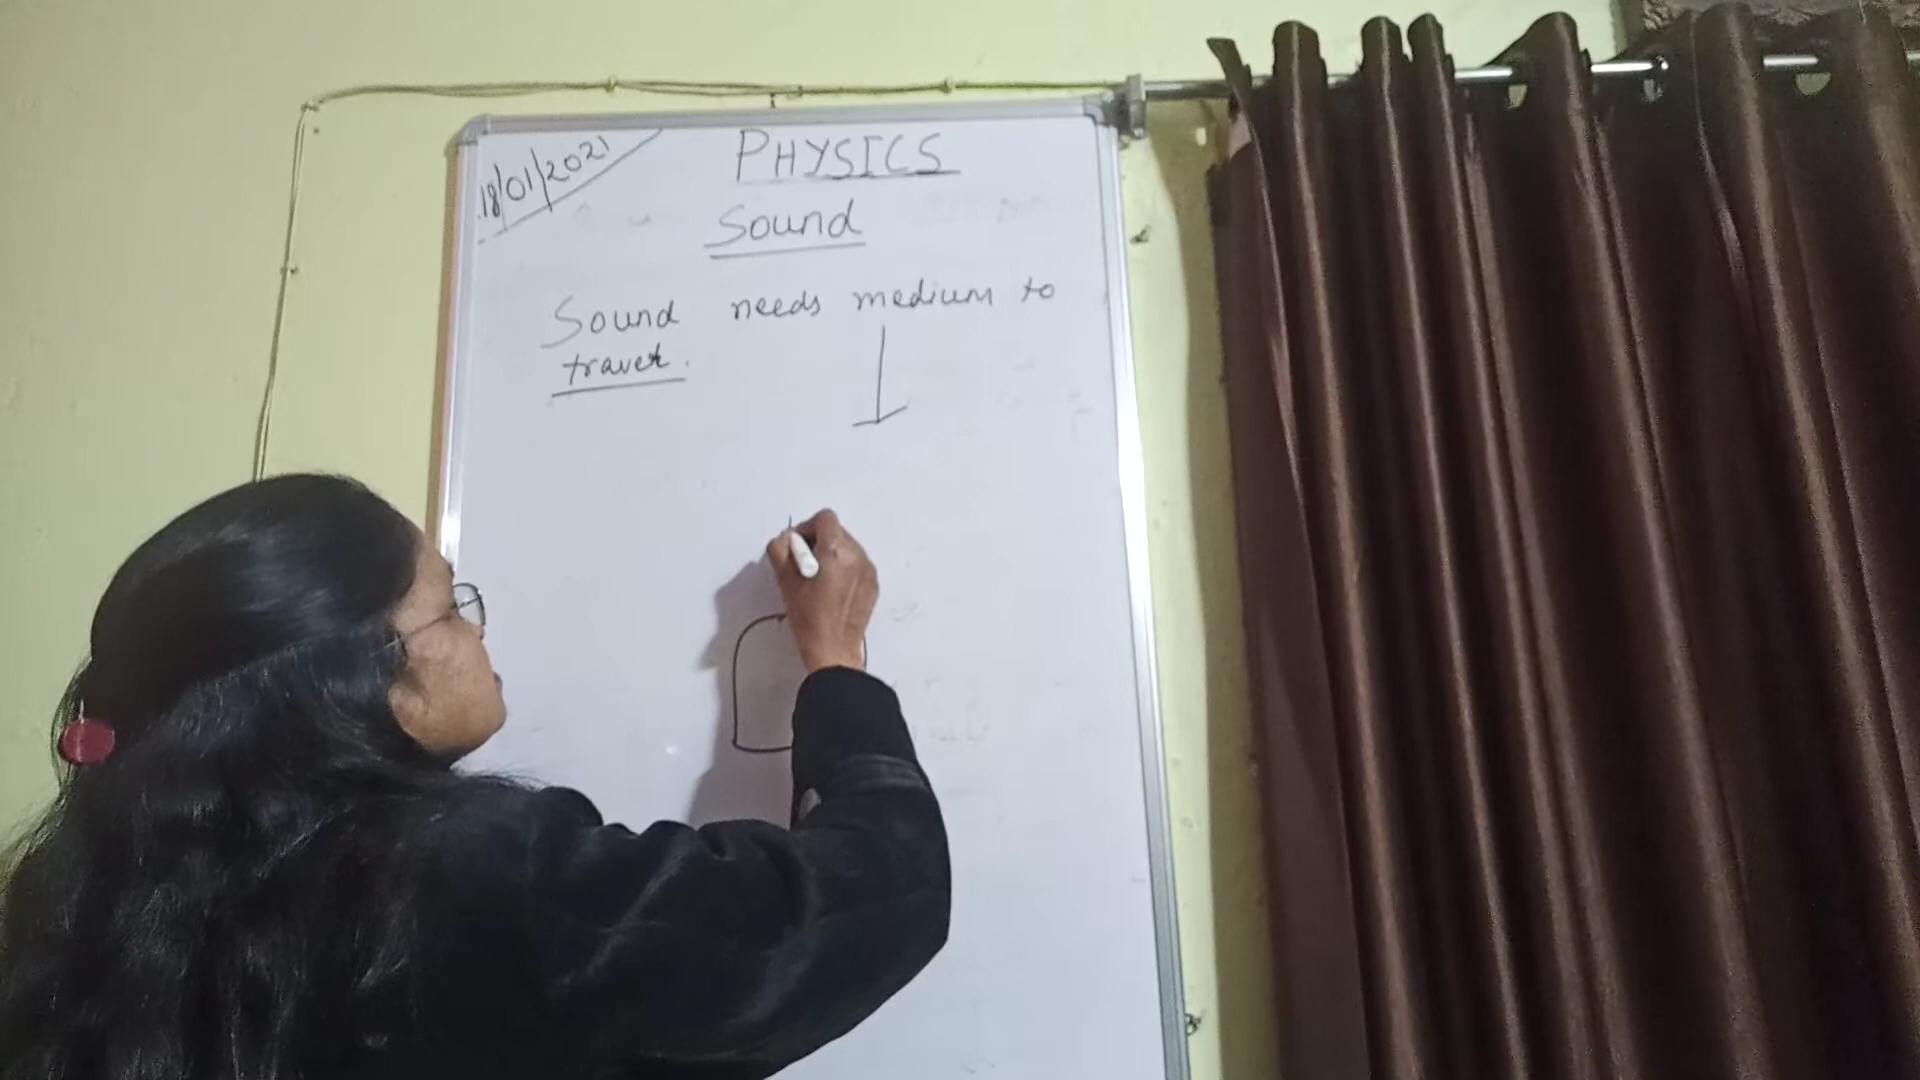 18/01/2021
PHYSICS
Sound
Sound needs medium to
travel.